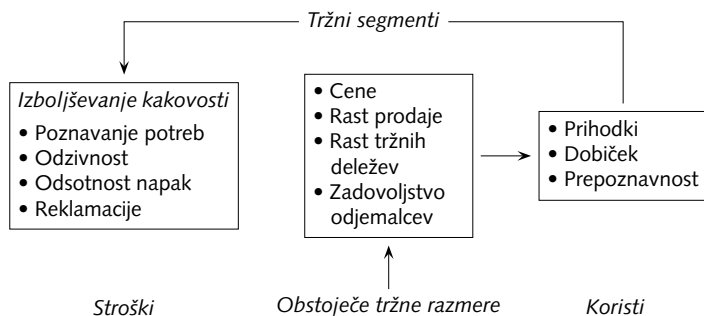 Tržni segmenti
Izboljševanje kakovosti
• Poznavanje potreb
• Odzivnost
• Odsotnost napak
• Reklamacije
• Cene
• Rast prodaje
• Rast tržnih
deležev
• Zadovoljstvo
odjemalcev
• Prihodki
• Dobiček
• Prepoznavnost
Stroški
Obstoječe tržne razmere
Koristi